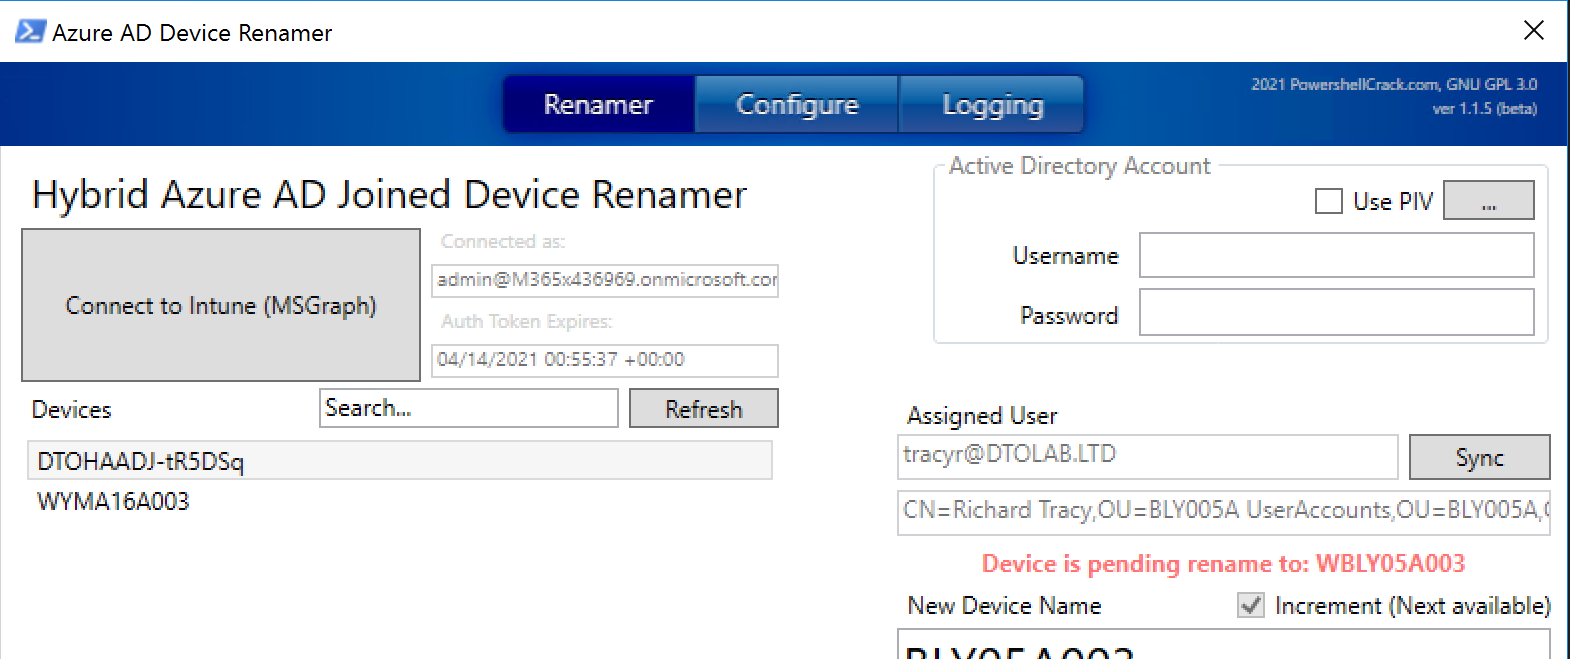 Azure AD Device Renamer
Renamer
Configure
Logging
2021 PowershellCrack.com, GNU GPL 3.0
ver 1.1.5 (beta)
Hybrid Azure AD Joined Device Renamer
Connect to Intune (MSGraph)
Connected as:
admin@M365x436969.onmicrosoft.cor
Auth Token Expires:
04/14/2021 00:55:37 +00:00
Devices
Search...
Refresh
DTOHAADJ-tR5DSq
WYMA16A003
Active Directory Account
Use PIV
...
Username
Password
Assigned User
tracyr@DTOLAB.LTD
Sync
CN=Richard Tracy,OU=BLY005A UserAccounts,OU=BLY005A,
Device is pending rename to: WBLY05A003
New Device Name
Increment (Next available)
BLY05A003